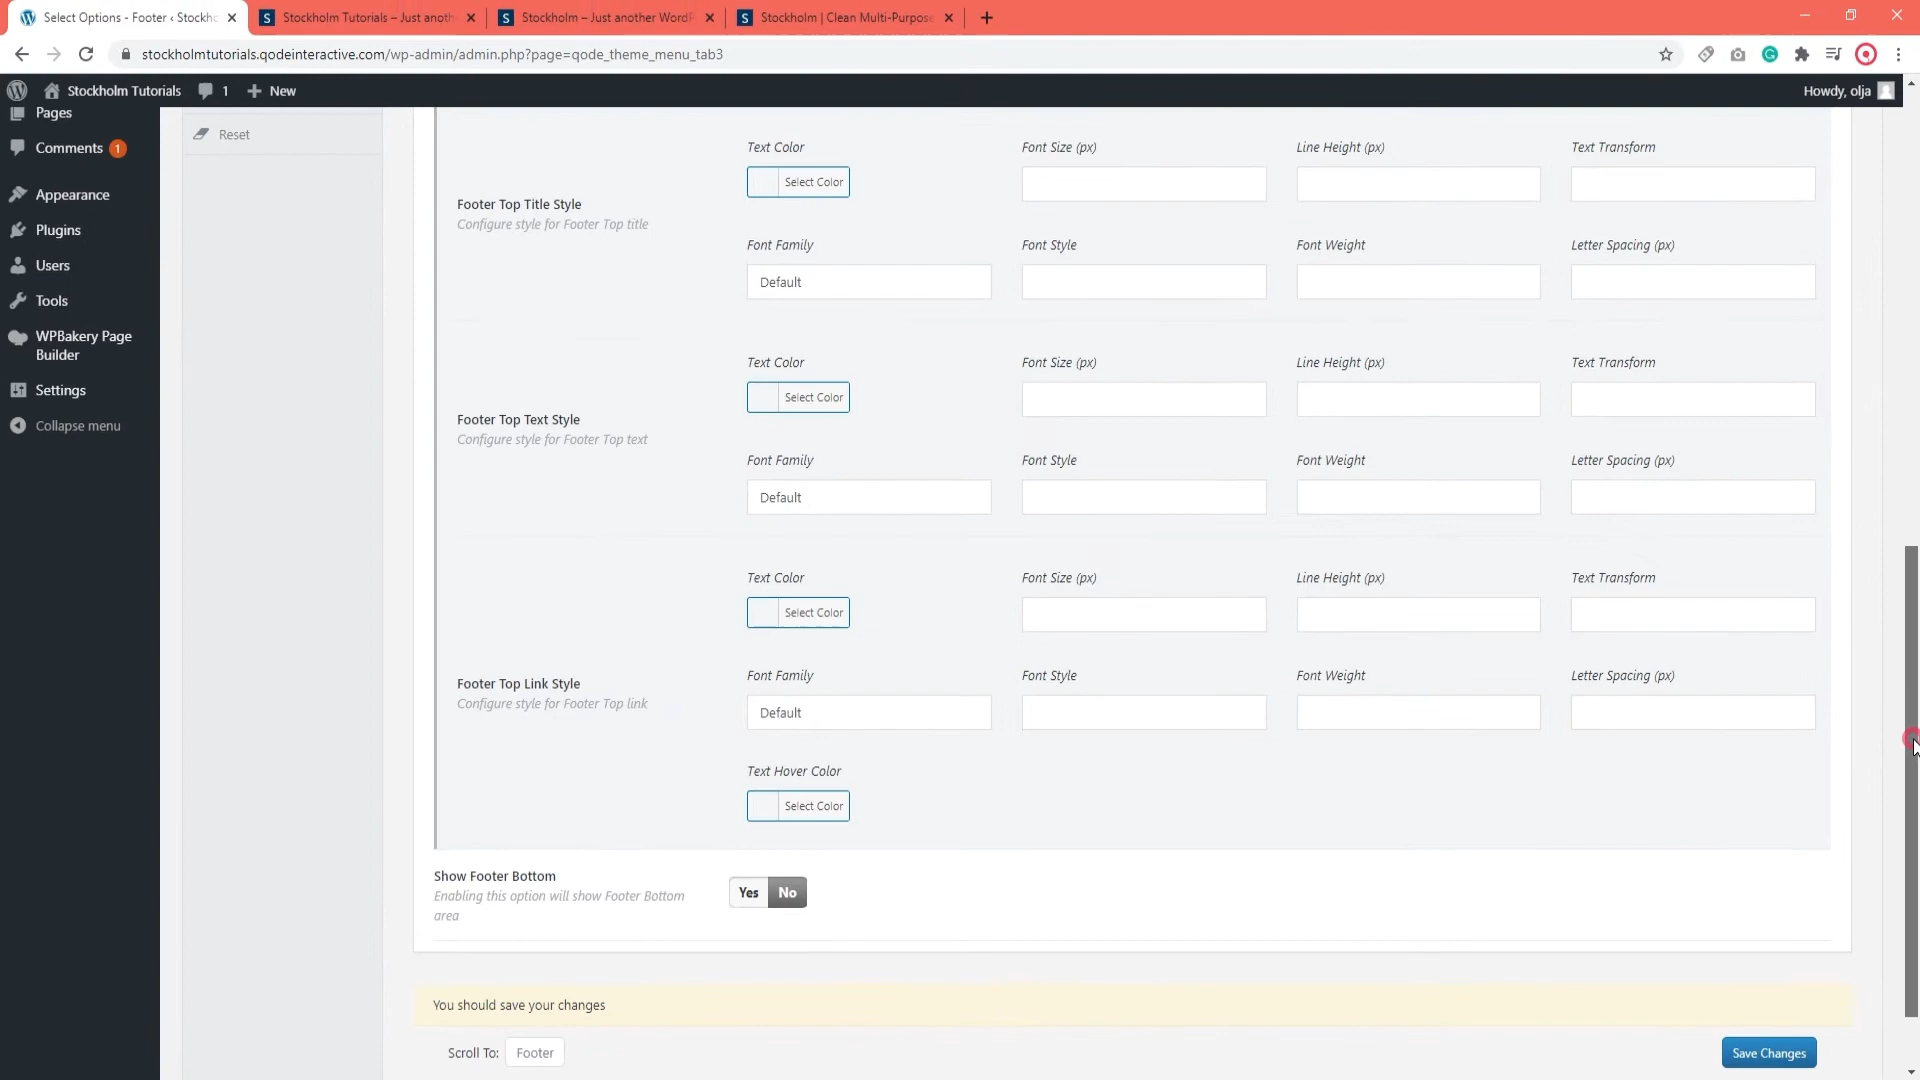 Select Options - Footer ‹ Stockho
Stockholm Tutorials – Just anoth
Stockholm – Just another WordP
Stockholm | Clean Multi-Purpose
stockholmtutorials.qodeinteractive.com/wp-admin/admin.php?page=qode_theme_menu_tab3
Stockholm Tutorials
1
New
Howdy, olja
Pages
Comments 1
Appearance
Plugins
Users
Tools
WPBakery Page
Builder
Settings
Collapse menu
Reset
Footer Top Title Style
Configure style for Footer Top title
Text Color
Font Size (px)
Line Height (px)
Text Transform
Select Color
Font Family
Font Style
Font Weight
Letter Spacing (px)
Default
Footer Top Text Style
Configure style for Footer Top text
Text Color
Font Size (px)
Line Height (px)
Text Transform
Select Color
Font Family
Font Style
Font Weight
Letter Spacing (px)
Default
Footer Top Link Style
Configure style for Footer Top link
Text Color
Font Size (px)
Line Height (px)
Text Transform
Select Color
Font Family
Font Style
Font Weight
Letter Spacing (px)
Default
Text Hover Color
Select Color
Show Footer Bottom
Enabling this option will show Footer Bottom
area
Yes No
You should save your changes
Scroll To: Footer
Save Changes